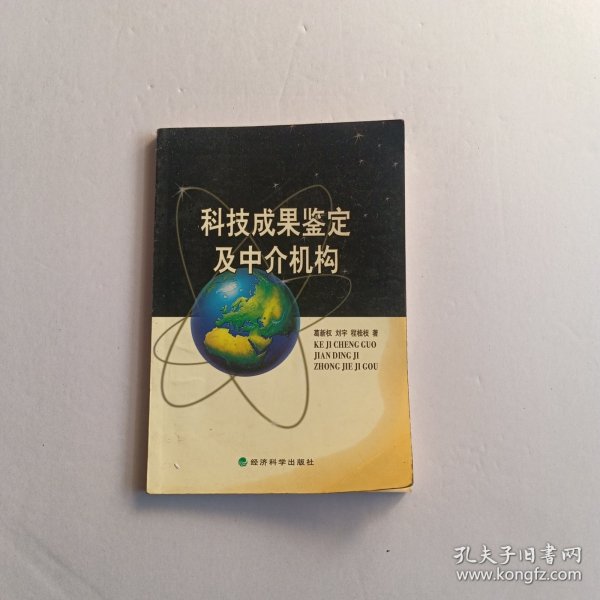 科技成果鉴定
及中介机构
葛新权 刘宇 程桂枝 著
KE JI CHENG GUO
JIAN DING JI
ZHONG JIE JI GOU
经济科学出版社
孔夫子旧书网
www.kongfz.com